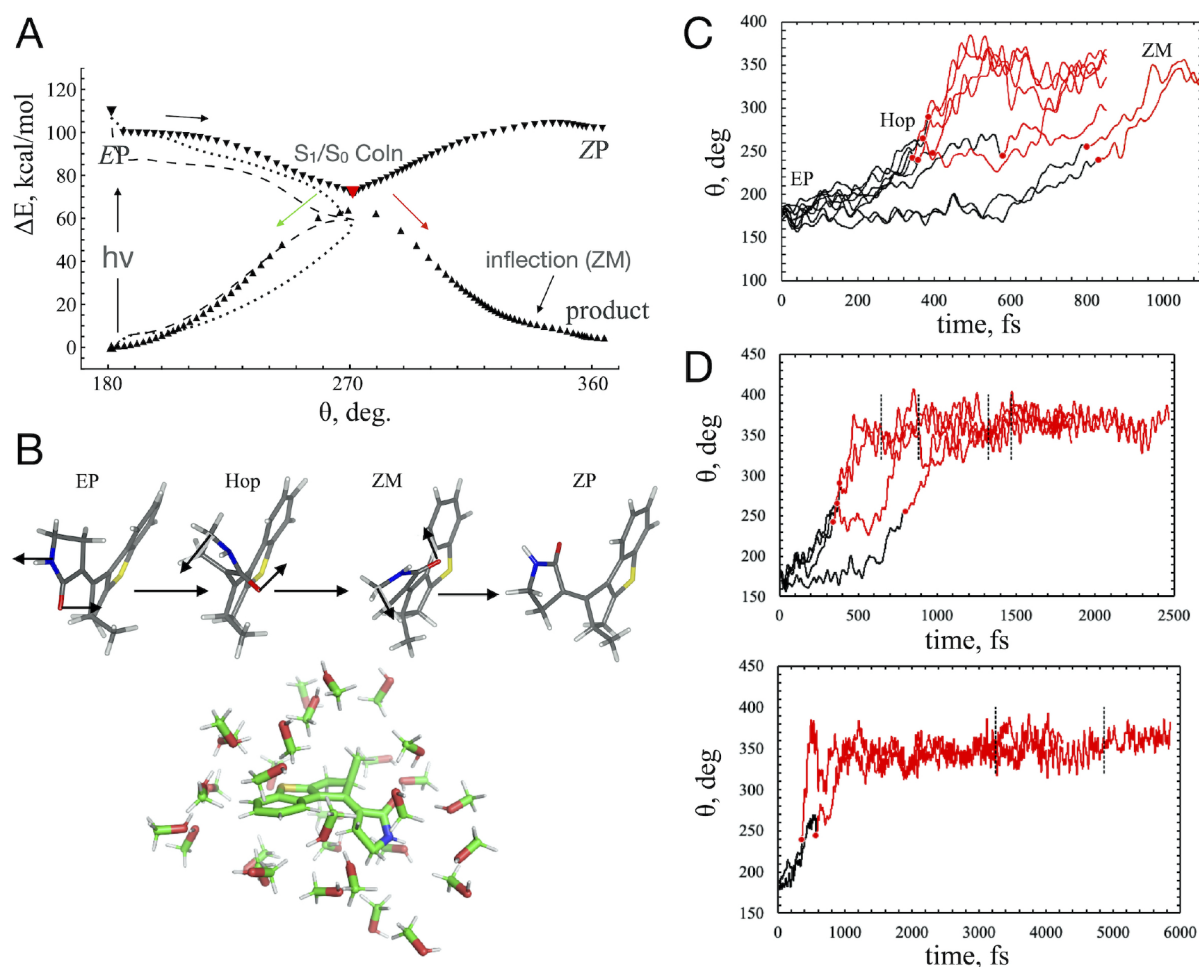 A
120
100
80
60
40
20
0
ΔE, kcal/mol
EP
hν
S1/S0 CoIn
ZP
inflection (ZM)
product
180
270
360
θ, deg.
B
EP
Hop
ZM
ZP
C
400
350
300
250
200
150
100
θ, deg
EP
Hop
ZM
0
200
400
600
800
1000
time, fs
D
450
400
350
300
250
200
150
θ, deg
0
500
1000
1500
2000
2500
time, fs
450
400
350
300
250
200
150
θ, deg
0
1000
2000
3000
4000
5000
6000
time, fs